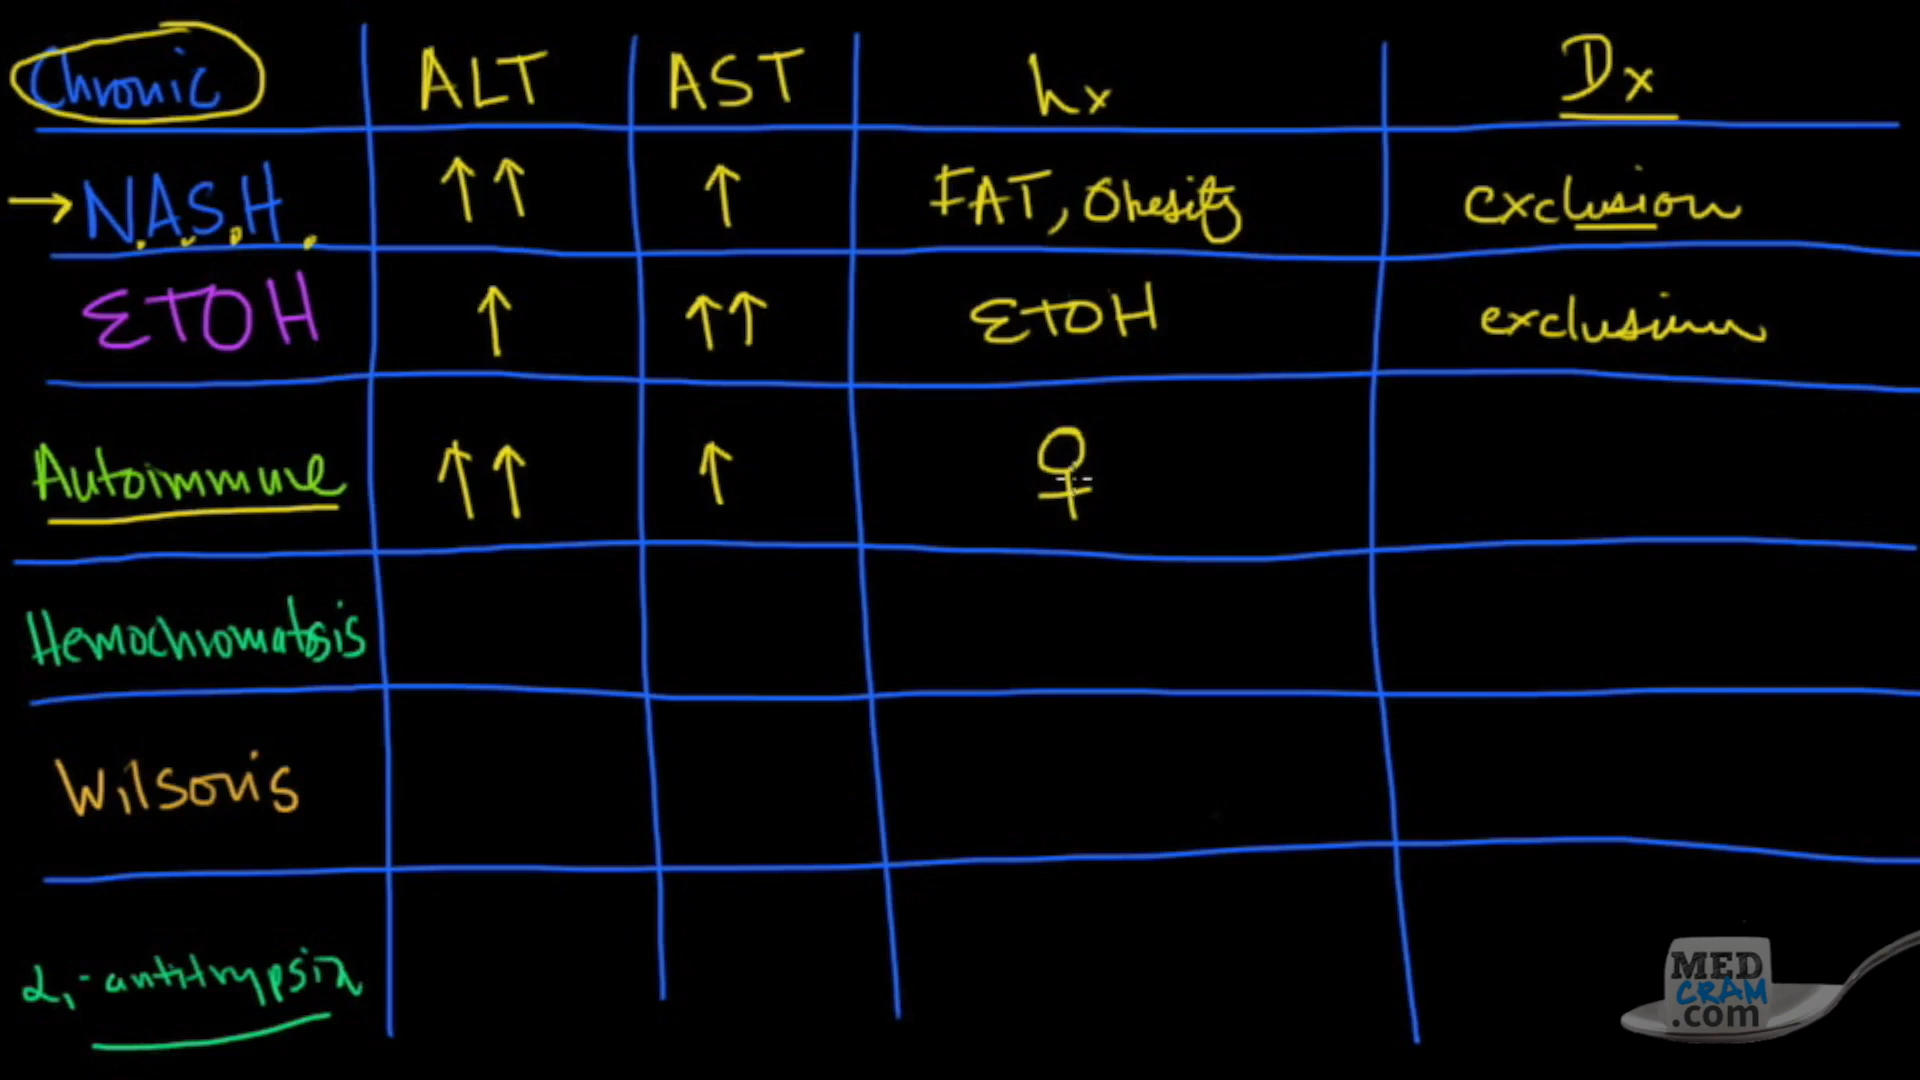 Chronic ALT AST hx Dx
→ N.A.S.H. ↑↑ ↑ FAT, Obesity exclusion
ETOH ↑ ↑↑ ETOH exclusion
Autoimmune ↑↑ ↑ ♀
Hemochromatosis
Wilson's
α₁-antitrypsin
MED
CRAM
.com